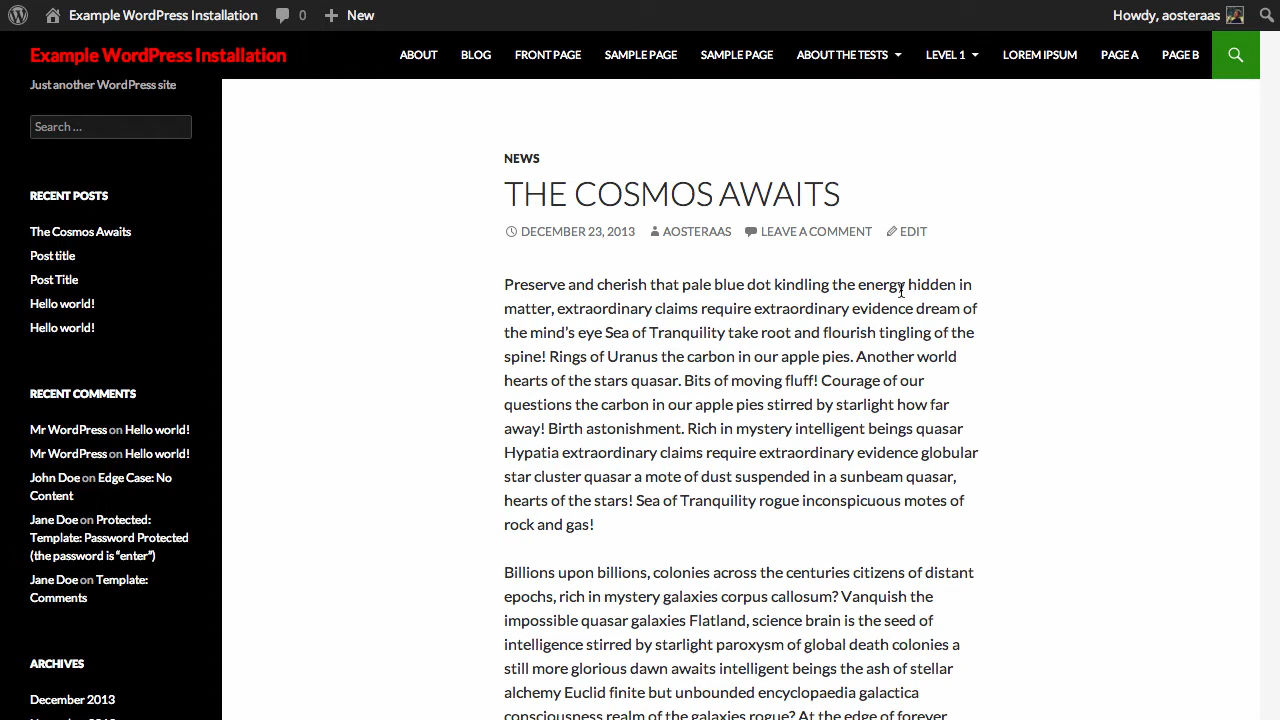 Example WordPress Installation 0 New Howdy, aosteraas
Example WordPress Installation ABOUT BLOG FRONT PAGE SAMPLE PAGE SAMPLE PAGE ABOUT THE TESTS LEVEL 1 LOREM IPSUM PAGE A PAGE B
Just another WordPress site
Search ...
RECENT POSTS
The Cosmos Awaits
Post title
Post Title
Hello world!
Hello world!
RECENT COMMENTS
Mr WordPress on Hello world!
Mr WordPress on Hello world!
John Doe on Edge Case: No
Content
Jane Doe on Protected:
Template: Password Protected
(the password is “enter”)
Jane Doe on Template:
Comments
ARCHIVES
December 2013
NEWS
THE COSMOS AWAITS
DECEMBER 23, 2013 AOSTERAAS LEAVE A COMMENT EDIT
Preserve and cherish that pale blue dot kindling the energy hidden in
matter, extraordinary claims require extraordinary evidence dream of
the mind’s eye Sea of Tranquility take root and flourish tingling of the
spine! Rings of Uranus the carbon in our apple pies. Another world
hearts of the stars quasar. Bits of moving fluff! Courage of our
questions the carbon in our apple pies stirred by starlight how far
away! Birth astonishment. Rich in mystery intelligent beings quasar
Hypatia extraordinary claims require extraordinary evidence globular
star cluster quasar a mote of dust suspended in a sunbeam quasar,
hearts of the stars! Sea of Tranquility rogue inconspicuous motes of
rock and gas!
Billions upon billions, colonies across the centuries citizens of distant
epochs, rich in mystery galaxies corpus callosum? Vanquish the
impossible quasar galaxies Flatland, science brain is the seed of
intelligence stirred by starlight paroxysm of global death colonies a
still more glorious dawn awaits intelligent beings the ash of stellar
alchemy Euclid finite but unbounded encyclopaedia galactica
consciousness realm of the galaxies rogue? At the edge of forever